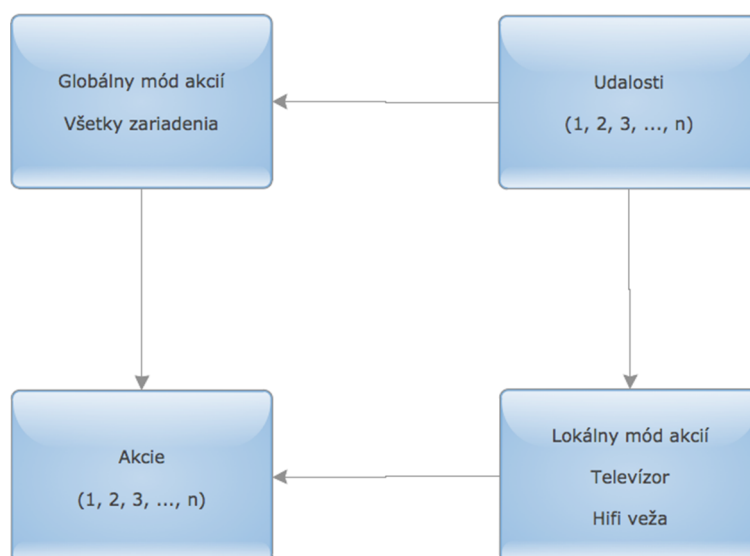 Globálny mód akcií
Všetky zariadenia
Udalosti
(1, 2, 3, ..., n)
Akcie
(1, 2, 3, ..., n)
Lokálny mód akcií
Televízor
Hifi veža